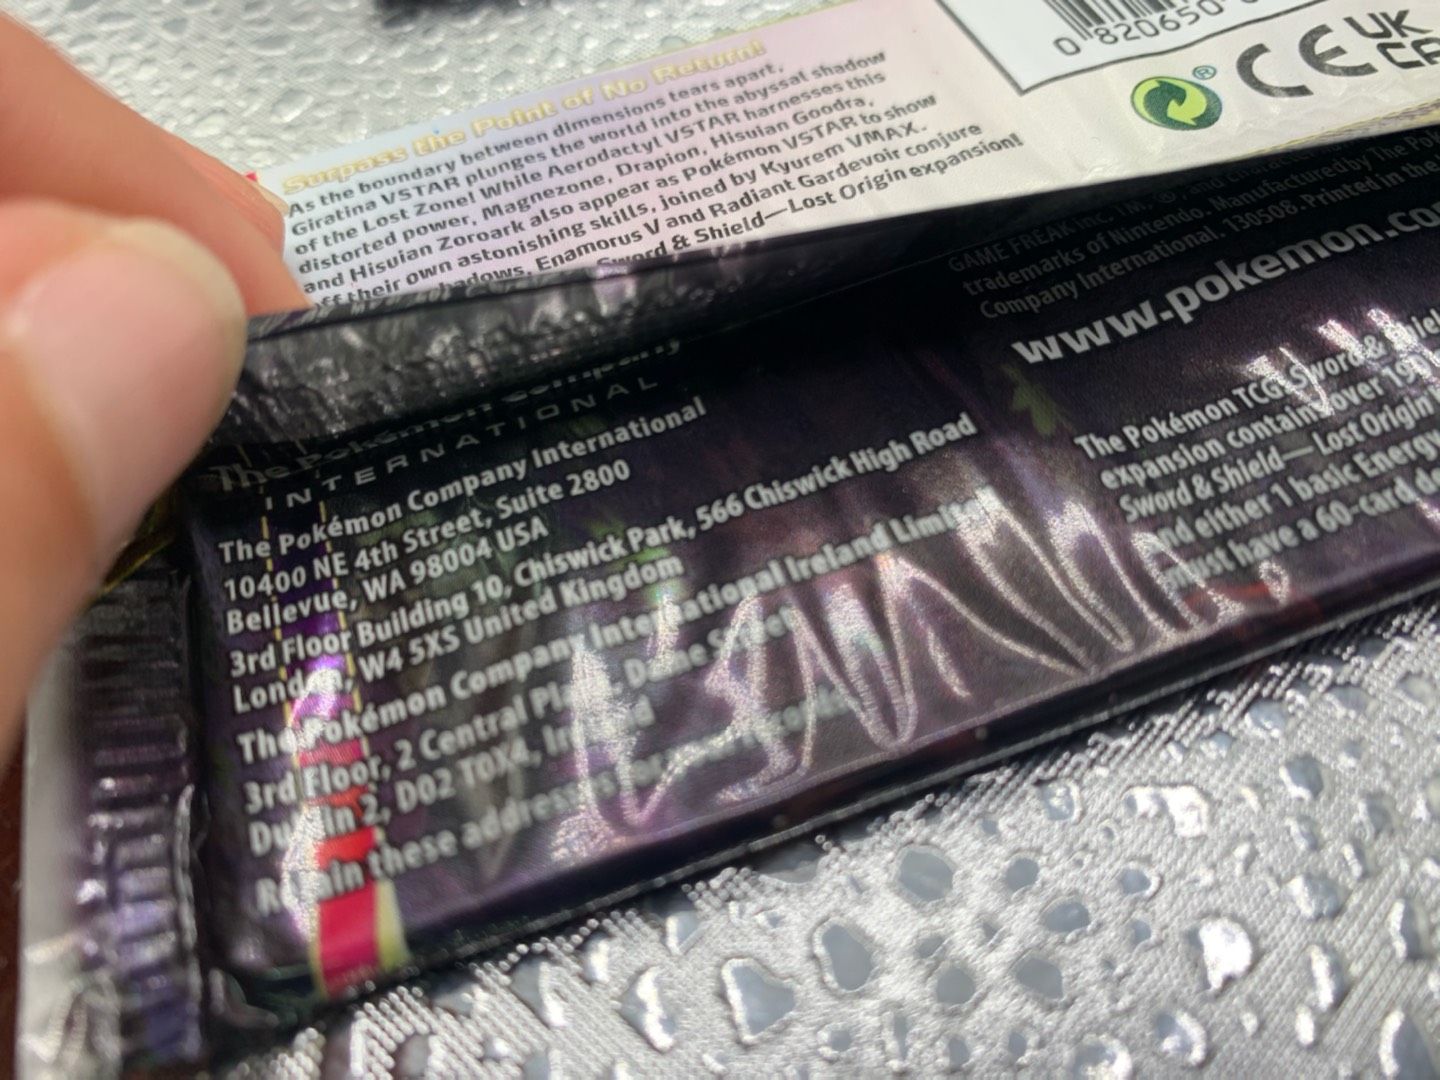 0 820650
CE UK
Surpass the Point of No Return!
As the boundary between dimensions tears apart,
Giratina VSTAR plunges the world into the abyssal shadow
of the Lost Zone! While Aerodactyl VSTAR harnesses this
distorted power, Magnezone, Drapion, Hisuian Goodra,
and Hisuian Zoroark also appear as Pokémon VSTAR to show
off their own astonishing skills, joined by Kyurem VMAX.
Enamorus V and Radiant Gardevoir conjure
Sword & Shield—Lost Origin expansion!
GAME FREAK inc. TM, ®, and character
trademarks of Nintendo. Manufactured by The
Company International. 130508. Printed in the
www.pokemon.co
The Pokémon TCG: Sword & Shield
expansion contains over 19
Sword & Shield—Lost Origin
and either 1 basic Energy
must have a 60-card d
The Pokémon Company
INTERNATIONAL
The Pokémon Company International
10400 NE 4th Street, Suite 2800
Bellevue, WA 98004 USA
3rd Floor Building 10, Chiswick Park, 566 Chiswick High Road
London, W4 5XS United Kingdom
The Pokémon Company International Ireland Limited
3rd Floor, 2 Central Plaza, Dame Street
Dublin 2, D02 T0X4, Ireland
Retain these addresses for